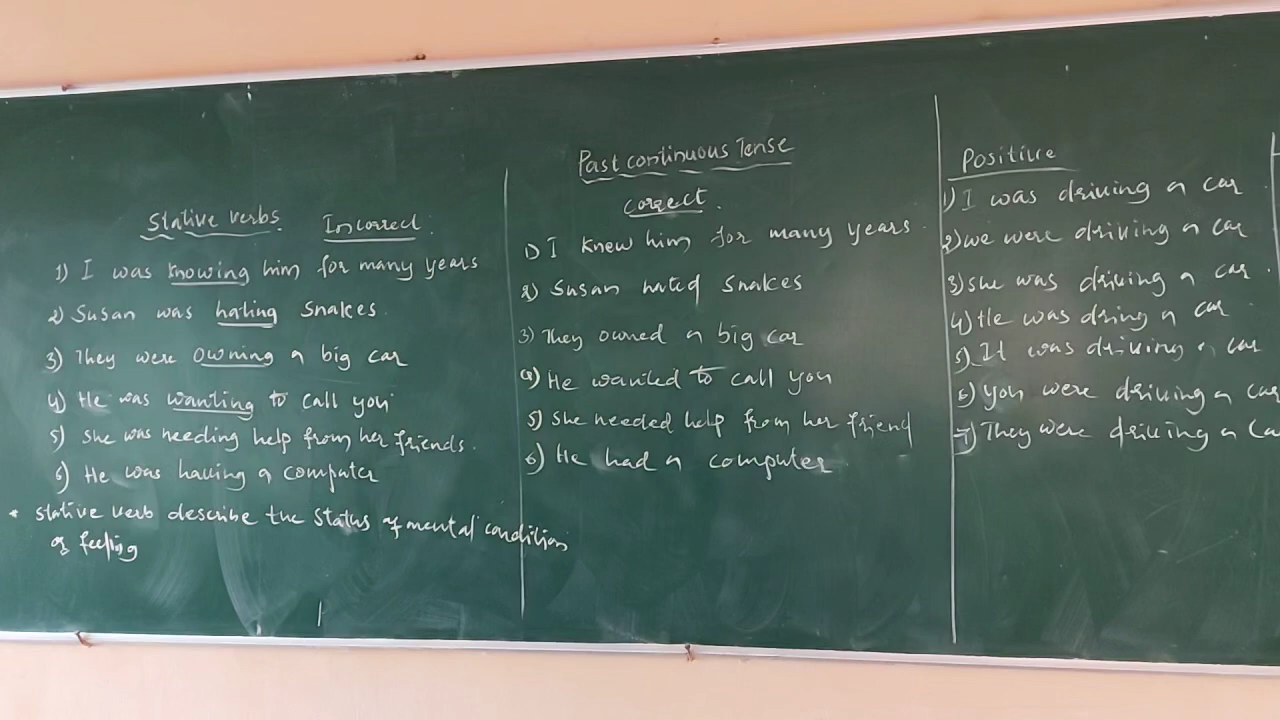 Stative verbs Incorrect.
1) I was knowing him for many years
2) Susan was hating snakes.
3) They were owning a big car
4) He was wanting to call you
5) she was needing help from her friends.
6) He was having a computer
* stative verb describe the status of mental condition
of feeling
Past continuous Tense
correct.
1) I knew him for many years.
2) Susan hated snakes
3) They owned a big car
4) He wanted to call you
5) she needed help from her friend
6) He had a computer
Positive
1) I was driving a car
2) we were driving a car
3) she was driving a car.
4) He was dring a car
5) It was driving a car
6) you were driving a car
7) They were driving a Ca